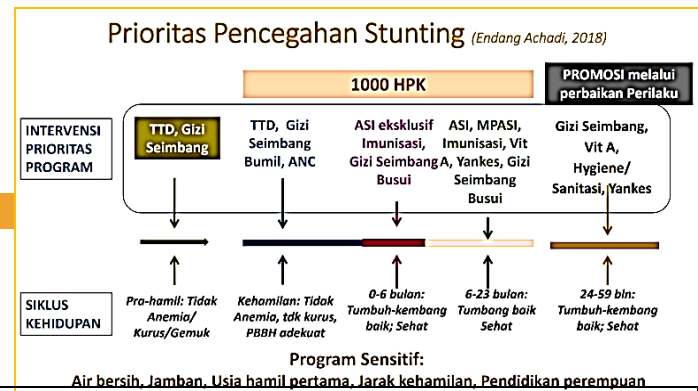 Prioritas Pencegahan Stunting (Endang Achadi, 2018)
1000 HPK
PROMOSI melalui
perbaikan Perilaku
INTERVENSI
PRIORITAS
PROGRAM
TTD, Gizi
Seimbang
TTD, Gizi
Seimbang
Bumil, ANC
ASI eksklusif
Imunisasi,
Gizi Seimbang
Busui
ASI, MPASI,
Imunisasi, Vit
A, Yankes, Gizi
Seimbang
Busui
Gizi Seimbang,
Vit A,
Hygiene/
Sanitasi, Yankes
SIKLUS
KEHIDUPAN
Pra-hamil: Tidak
Anemia/
Kurus/Gemuk
Kehamilan: Tidak
Anemia, tdk kurus,
PBBH adekuat
0-6 bulan:
Tumbuh-kembang
baik; Sehat
6-23 bulan:
Tumbang baik
Sehat
24-59 bln:
Tumbuh-kembang
baik; Sehat
Program Sensitif:
Air bersih, Jamban, Usia hamil pertama, Jarak kehamilan, Pendidikan perempuan